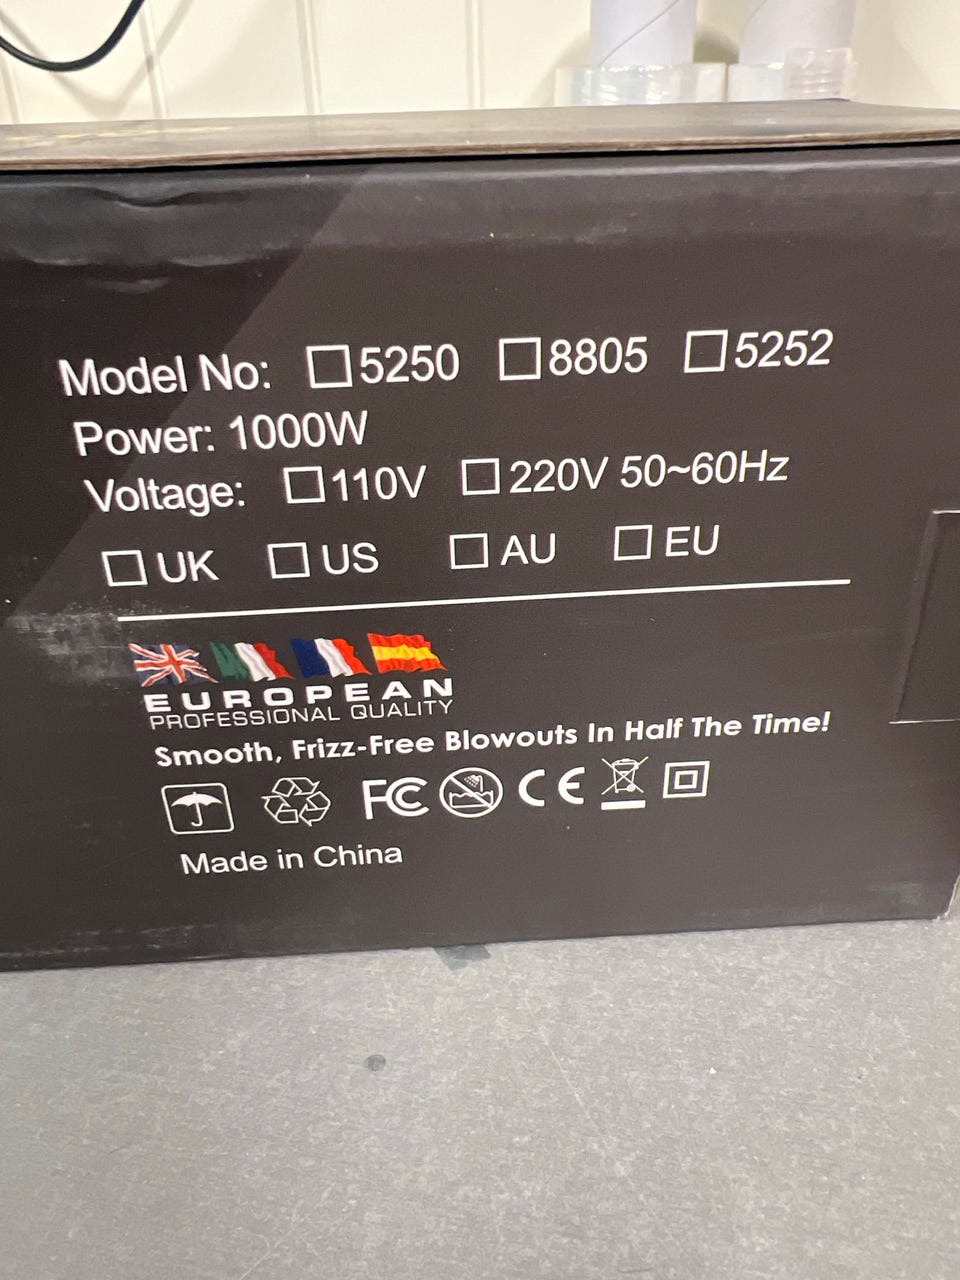 Model No: ☐5250 ☐8805 ☐5252
Power: 1000W
Voltage: ☐110V ☐220V 50~60Hz
☐ UK ☐ US ☐ AU ☐ EU
EUROPEAN
PROFESSIONAL QUALITY
Smooth, Frizz-Free Blowouts In Half The Time!
FC CE
Made in China